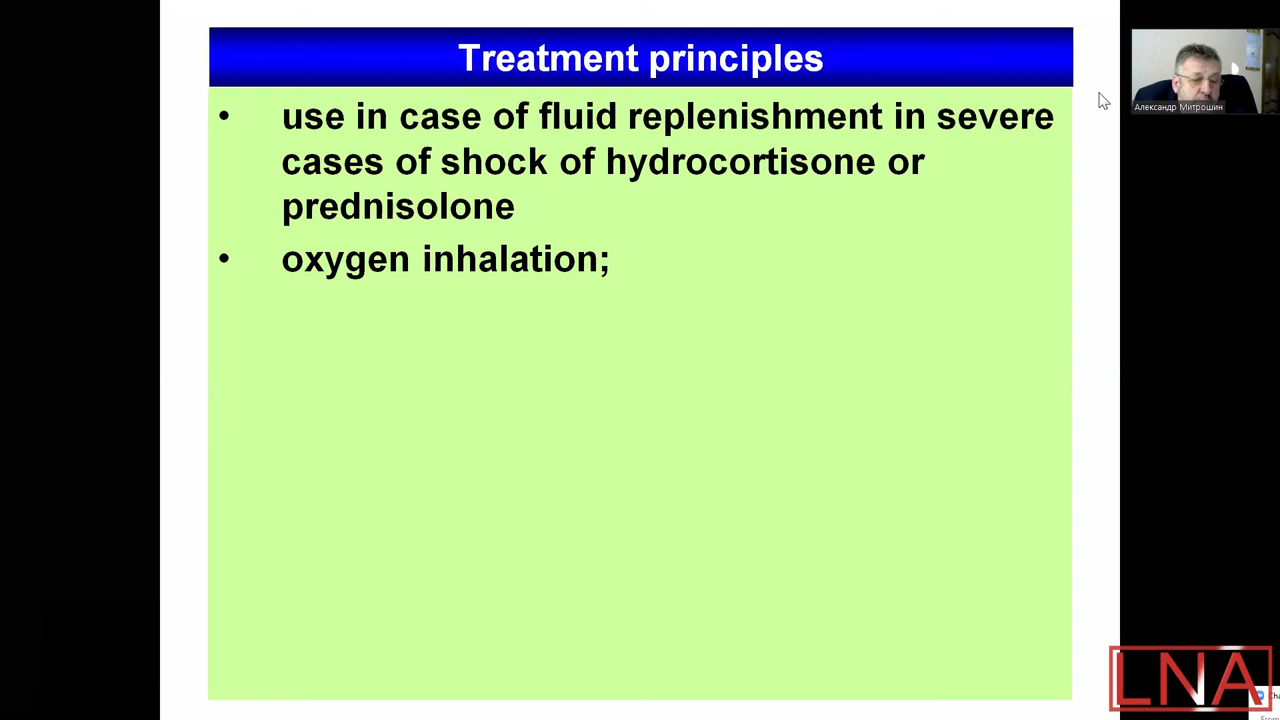 Treatment principles
• use in case of fluid replenishment in severe
cases of shock of hydrocortisone or
prednisolone
• oxygen inhalation;
Александр Митрошин
LNA